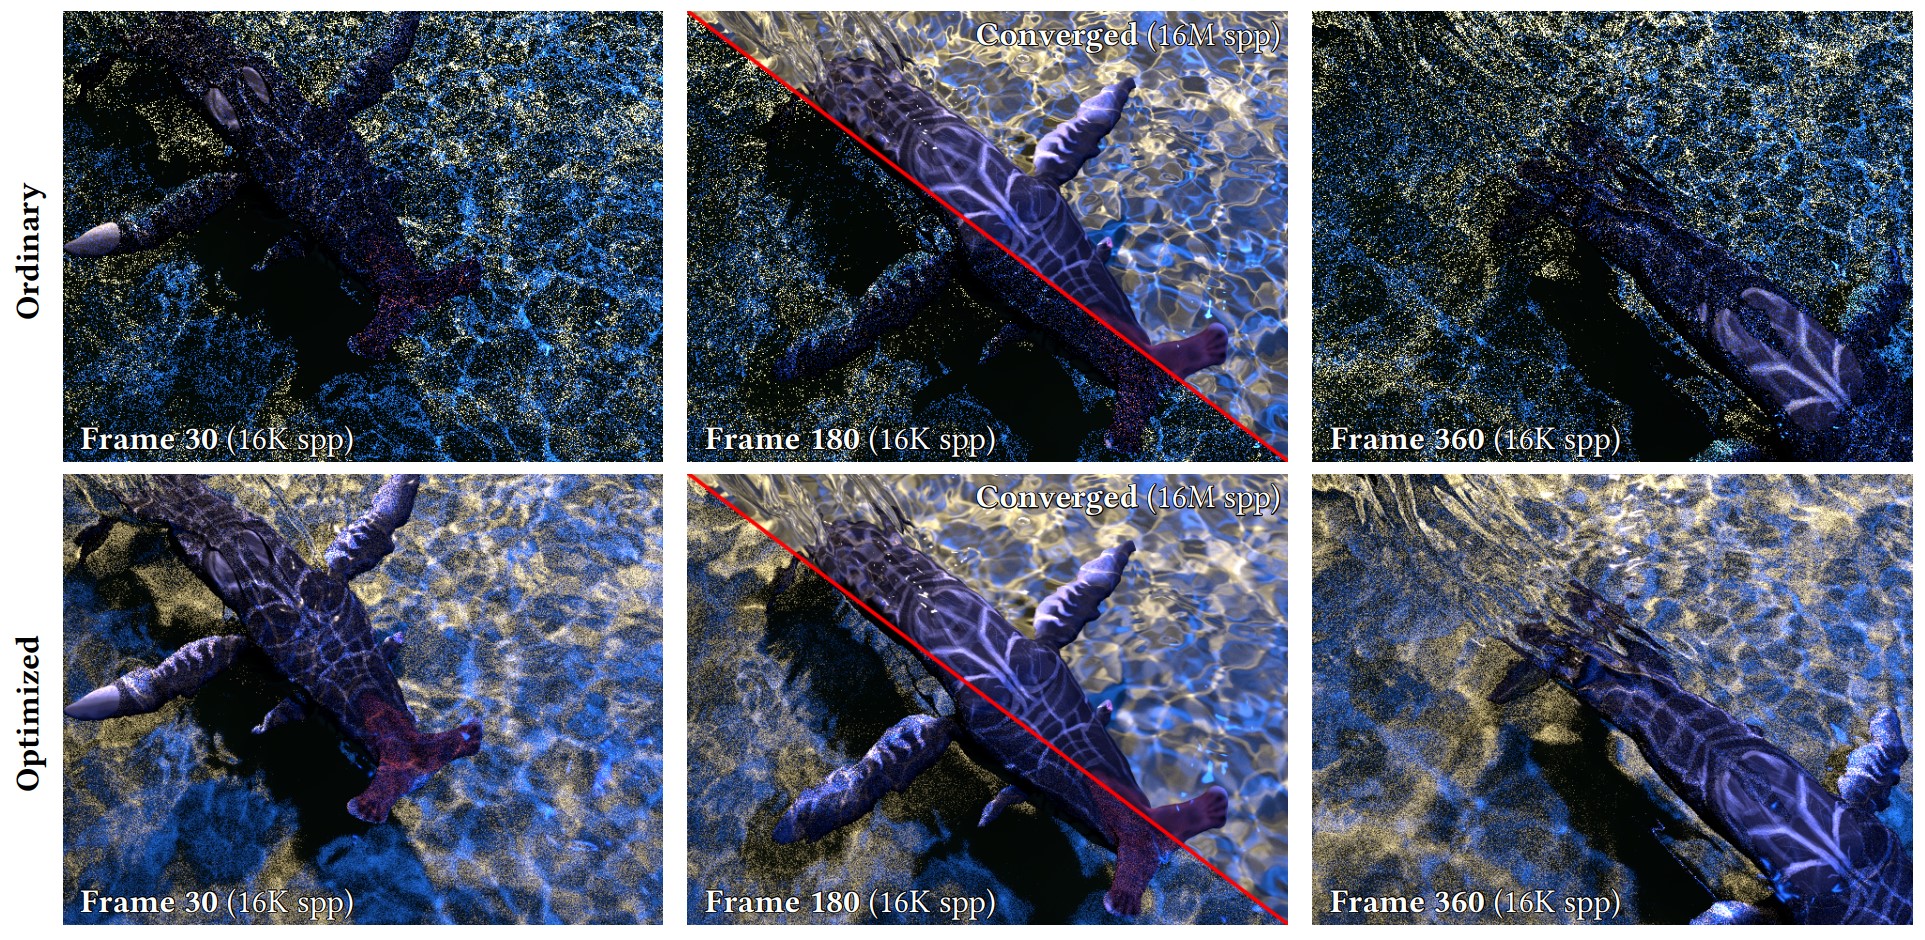 Ordinary
Converged (16M spp)
Frame 30 (16K spp)
Frame 180 (16K spp)
Frame 360 (16K spp)
Optimized
Converged (16M spp)
Frame 30 (16K spp)
Frame 180 (16K spp)
Frame 360 (16K spp)